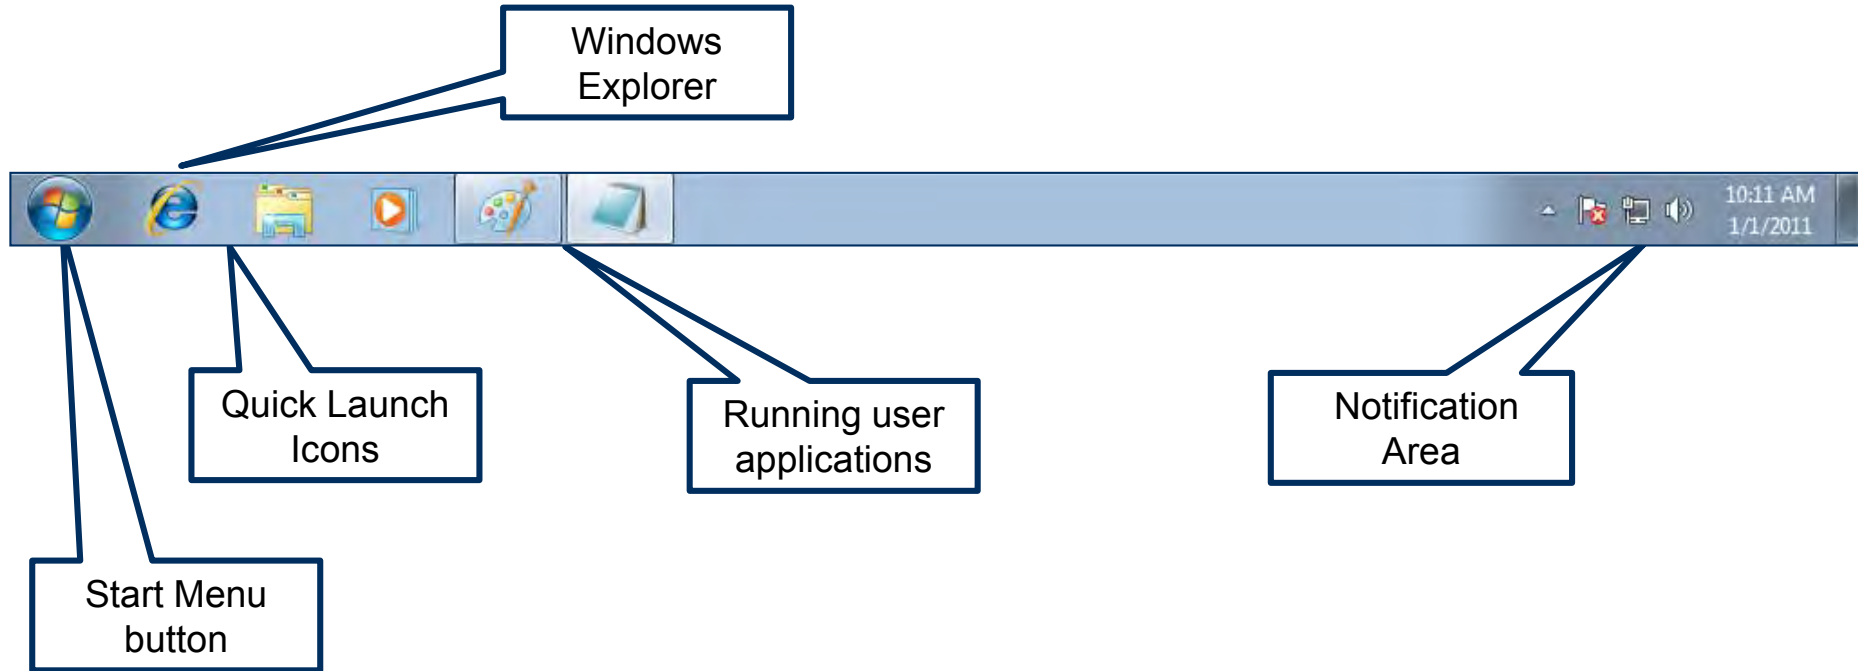 Windows
Explorer
10:11 AM
1/1/2011
Quick Launch
Icons
Running user
applications
Notification
Area
Start Menu
button